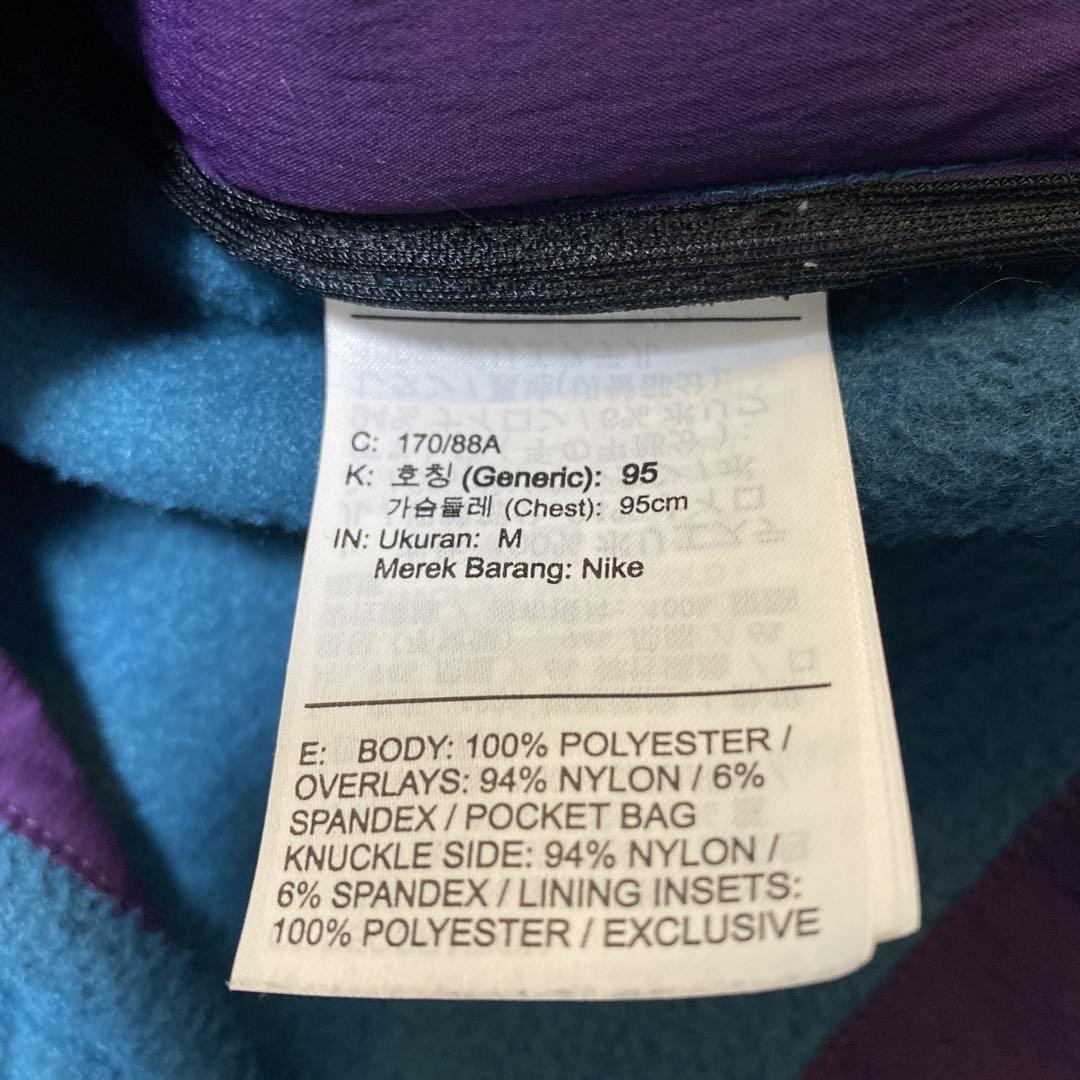 C: 170/88A
K: 호칭 (Generic): 95
가슴둘레 (Chest): 95cm
IN: Ukuran: M
Merek Barang: Nike
E: BODY: 100% POLYESTER /
OVERLAYS: 94% NYLON / 6%
SPANDEX / POCKET BAG
KNUCKLE SIDE: 94% NYLON /
6% SPANDEX / LINING INSETS:
100% POLYESTER / EXCLUSIVE